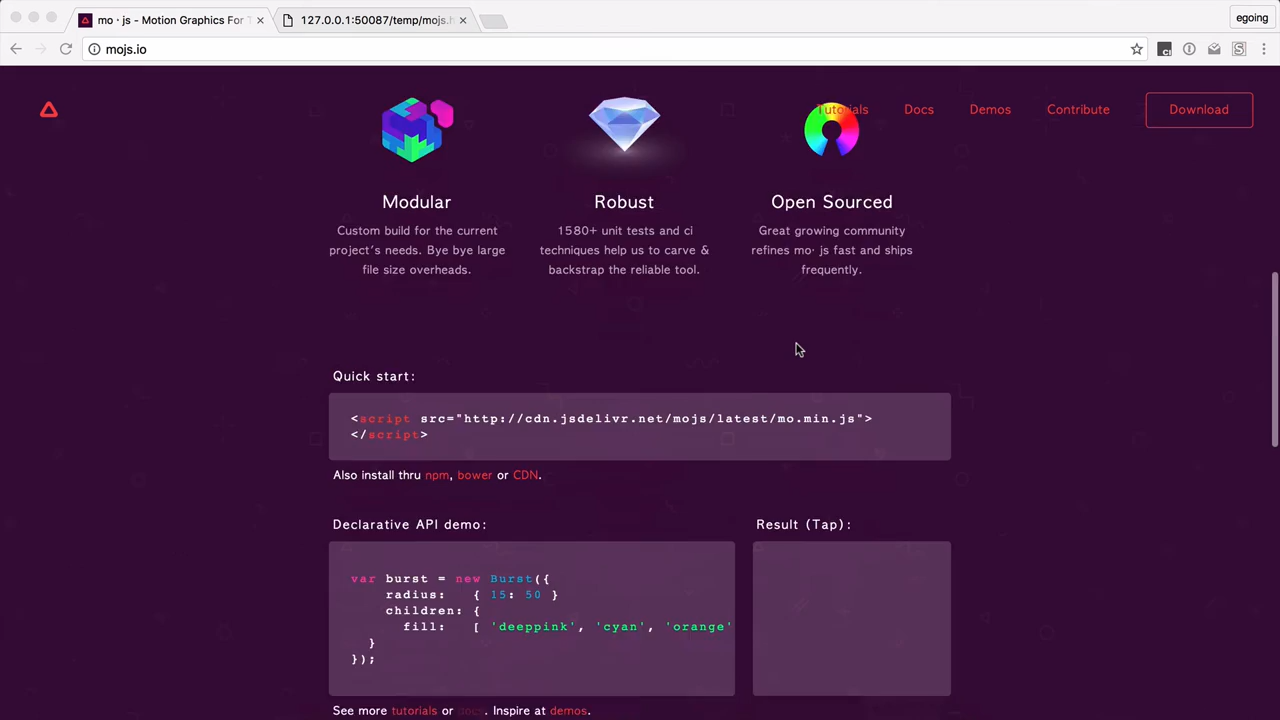 mo · js - Motion Graphics For T
127.0.0.1:50087/temp/mojs.h
egoing
mojs.io
Tutorials
Docs
Demos
Contribute
Download
Modular
Robust
Open Sourced
Custom build for the current
project's needs. Bye bye large
file size overheads.
1580+ unit tests and ci
techniques help us to carve &
backstrap the reliable tool.
Great growing community
refines mo· js fast and ships
frequently.
Quick start:
<script src="http://cdn.jsdelivr.net/mojs/latest/mo.min.js">
</script>
Also install thru npm, bower or CDN.
Declarative API demo:
Result (Tap):
var burst = new Burst({
radius: { 15: 50 }
children: {
fill: [ 'deeppink', 'cyan', 'orange'
}
});
See more tutorials or docs. Inspire at demos.